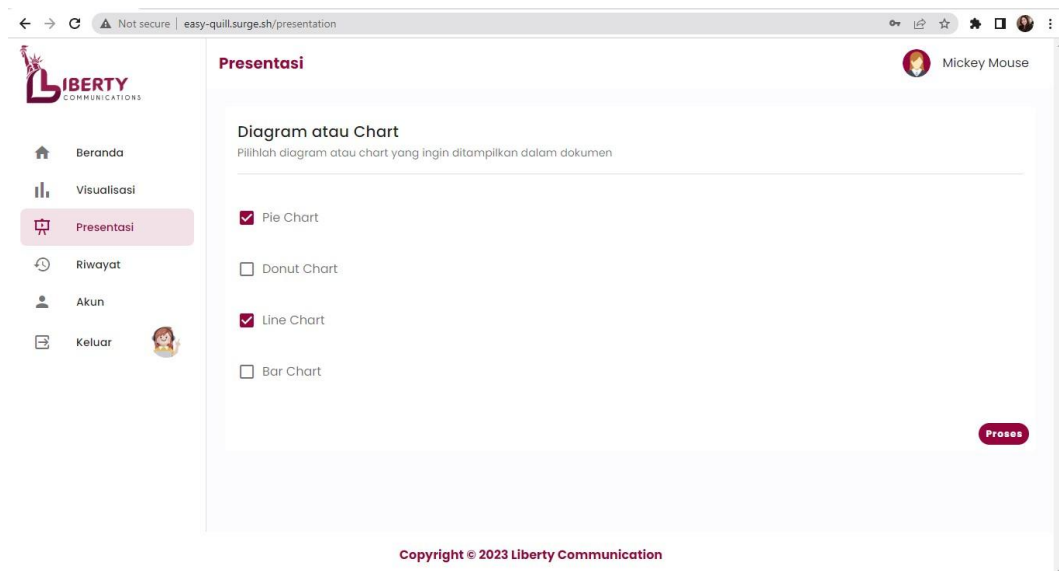 Not secure | easy-quill.surge.sh/presentation
LIBERTY
COMMUNICATIONS
Presentasi
Mickey Mouse
Beranda
Visualisasi
Presentasi
Riwayat
Akun
Keluar
Diagram atau Chart
Pilihlah diagram atau chart yang ingin ditampilkan dalam dokumen
Pie Chart
Donut Chart
Line Chart
Bar Chart
Proses
Copyright © 2023 Liberty Communication